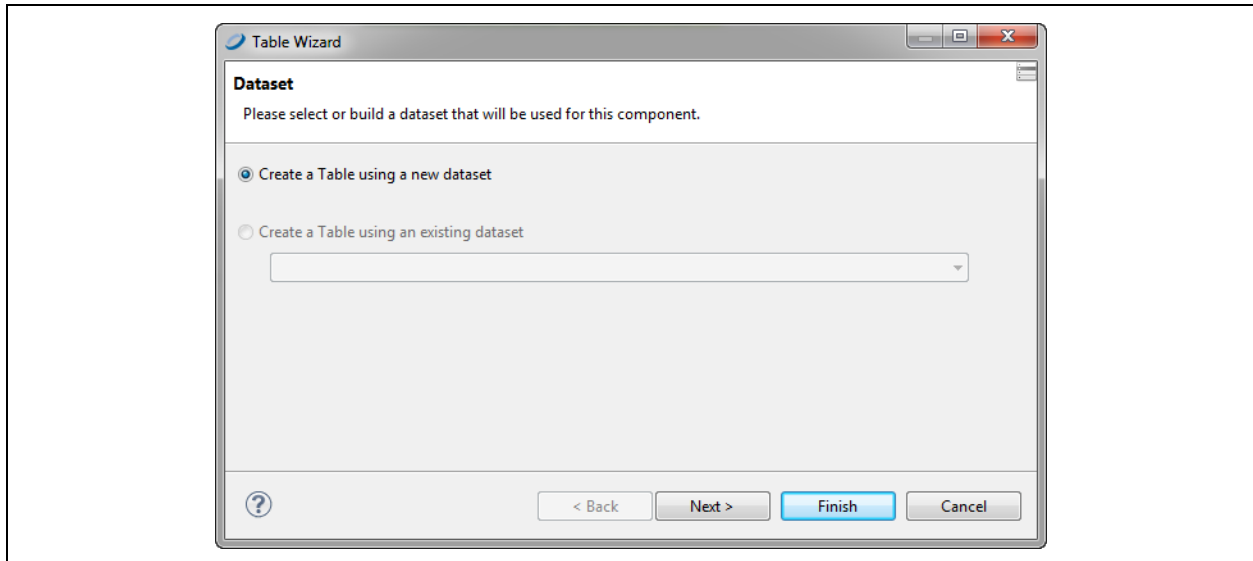 Table Wizard
Dataset
Please select or build a dataset that will be used for this component.
Create a Table using a new dataset
Create a Table using an existing dataset
?
< Back Next > Finish Cancel